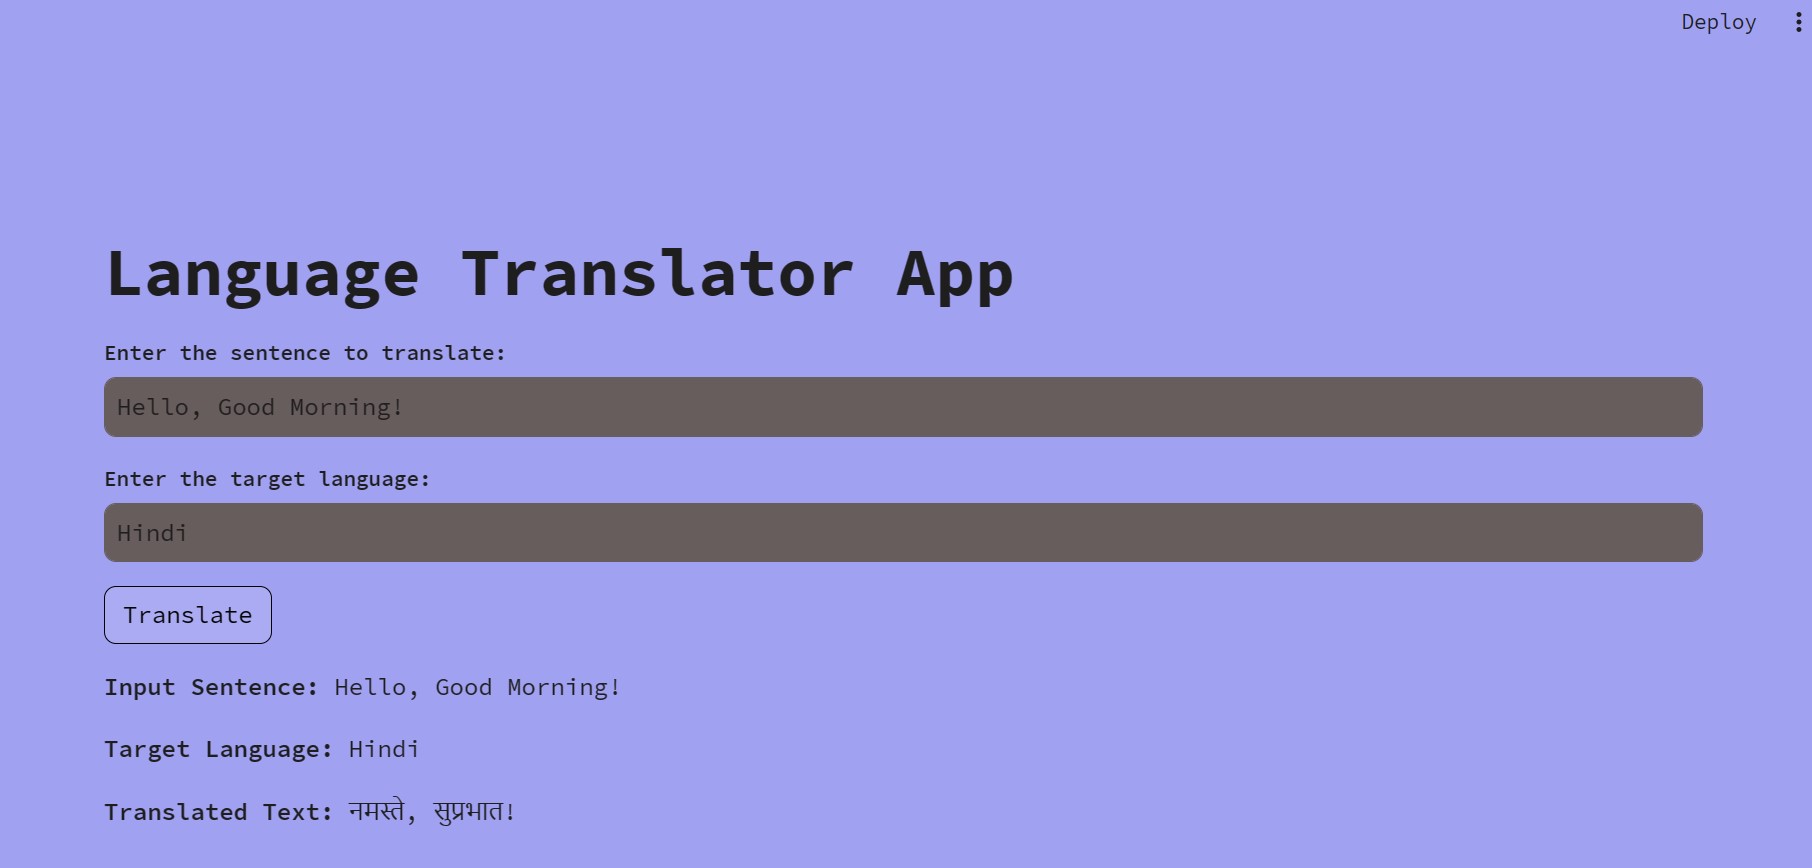 Deploy
Language Translator App
Enter the sentence to translate:
Hello, Good Morning!
Enter the target language:
Hindi
Translate
Input Sentence: Hello, Good Morning!
Target Language: Hindi
Translated Text: नमस्ते, सुप्रभात!